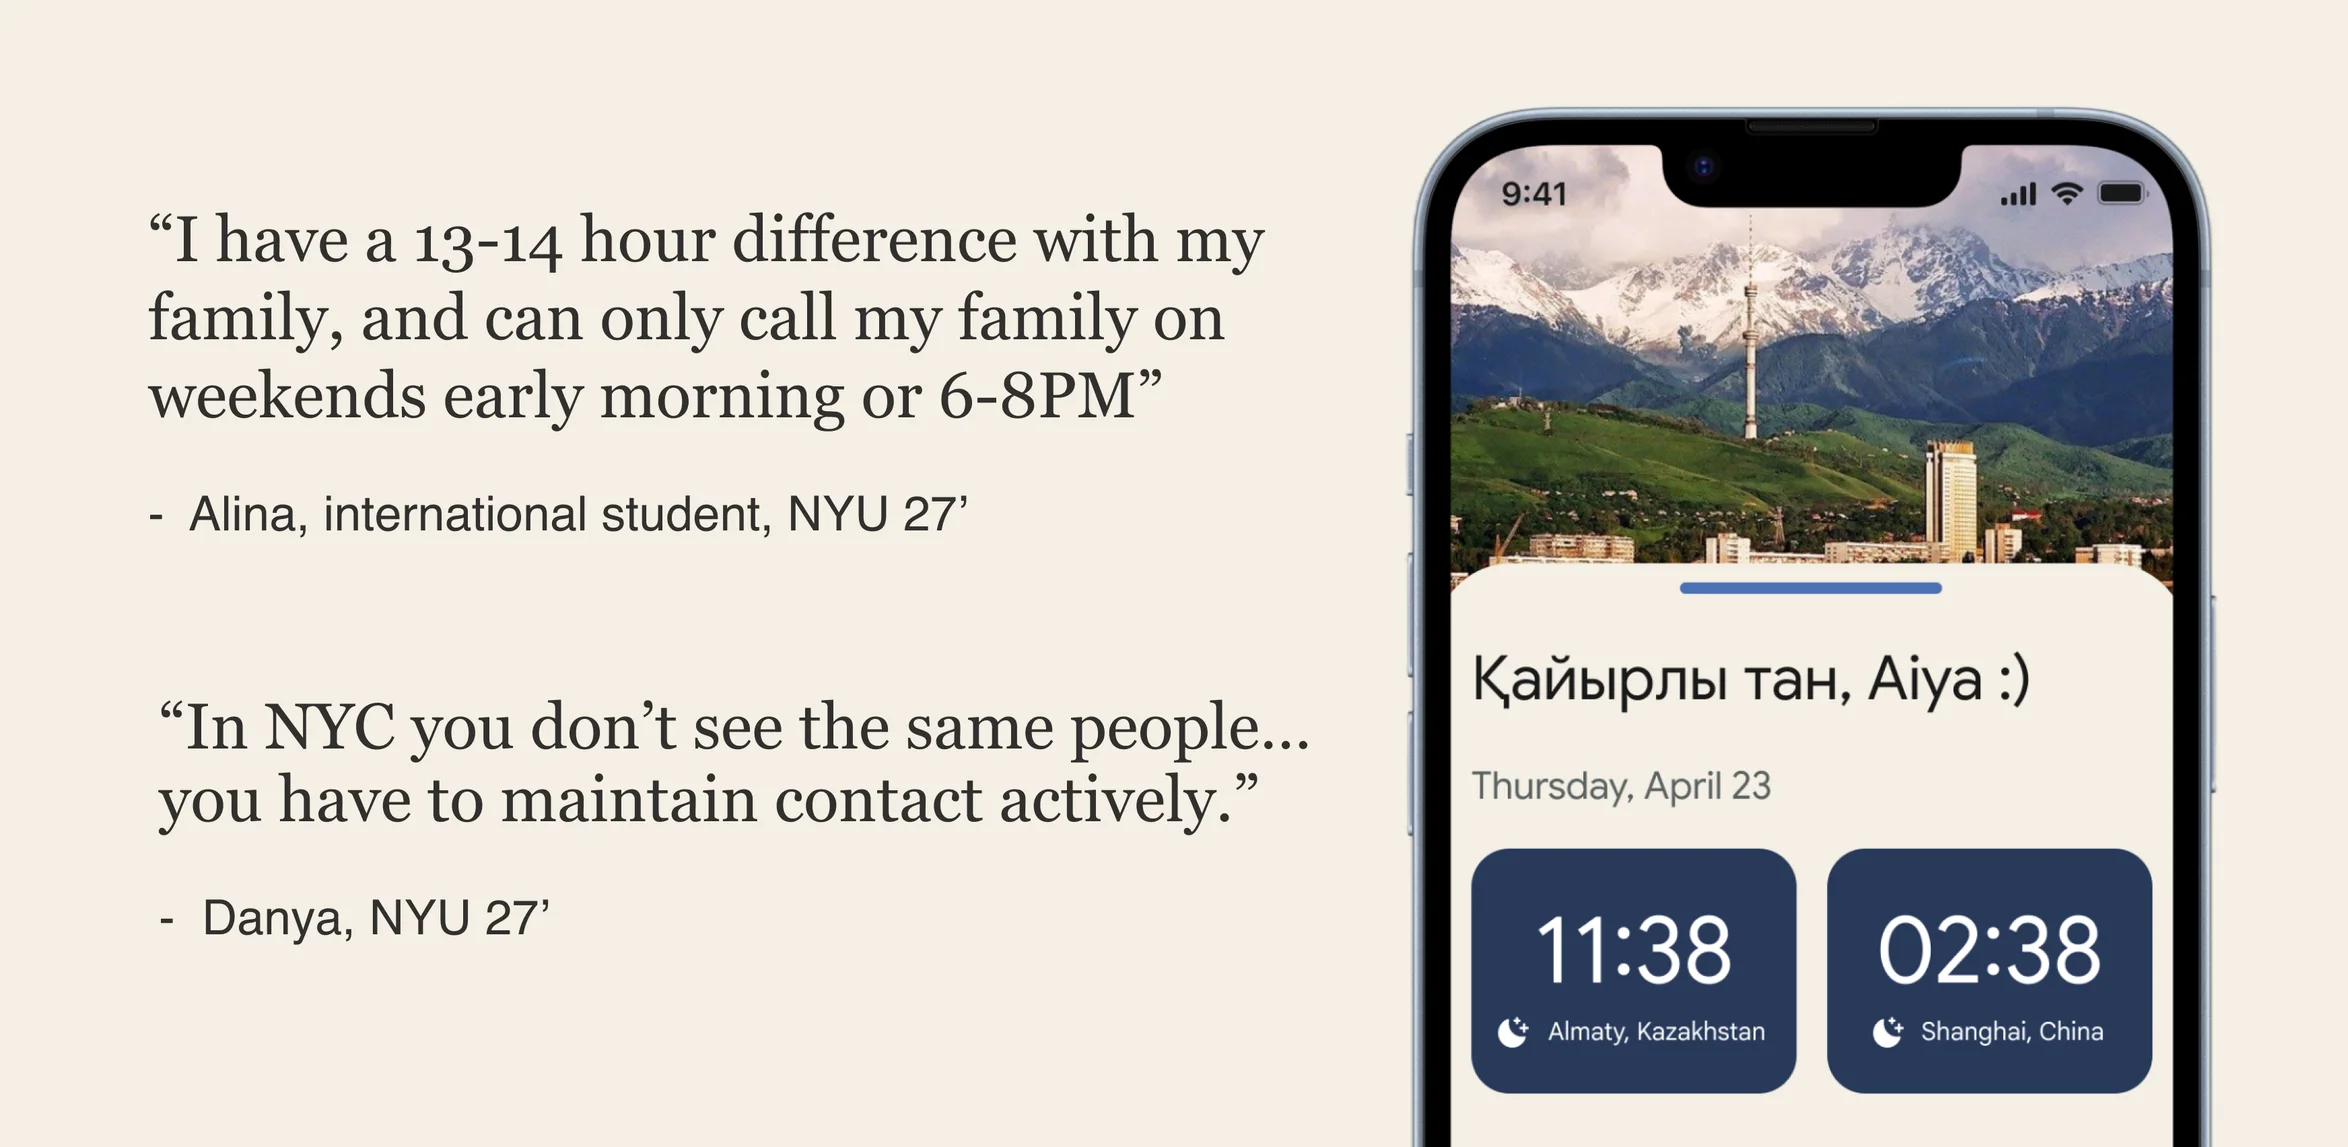 “I have a 13-14 hour difference with my
family, and can only call my family on
weekends early morning or 6-8PM”
- Alina, international student, NYU 27’
“In NYC you don’t see the same people...
you have to maintain contact actively.”
- Danya, NYU 27’
9:41
Қайырлы тан, Aiya :)
Thursday, April 23
11:38
Almaty, Kazakhstan
02:38
Shanghai, China